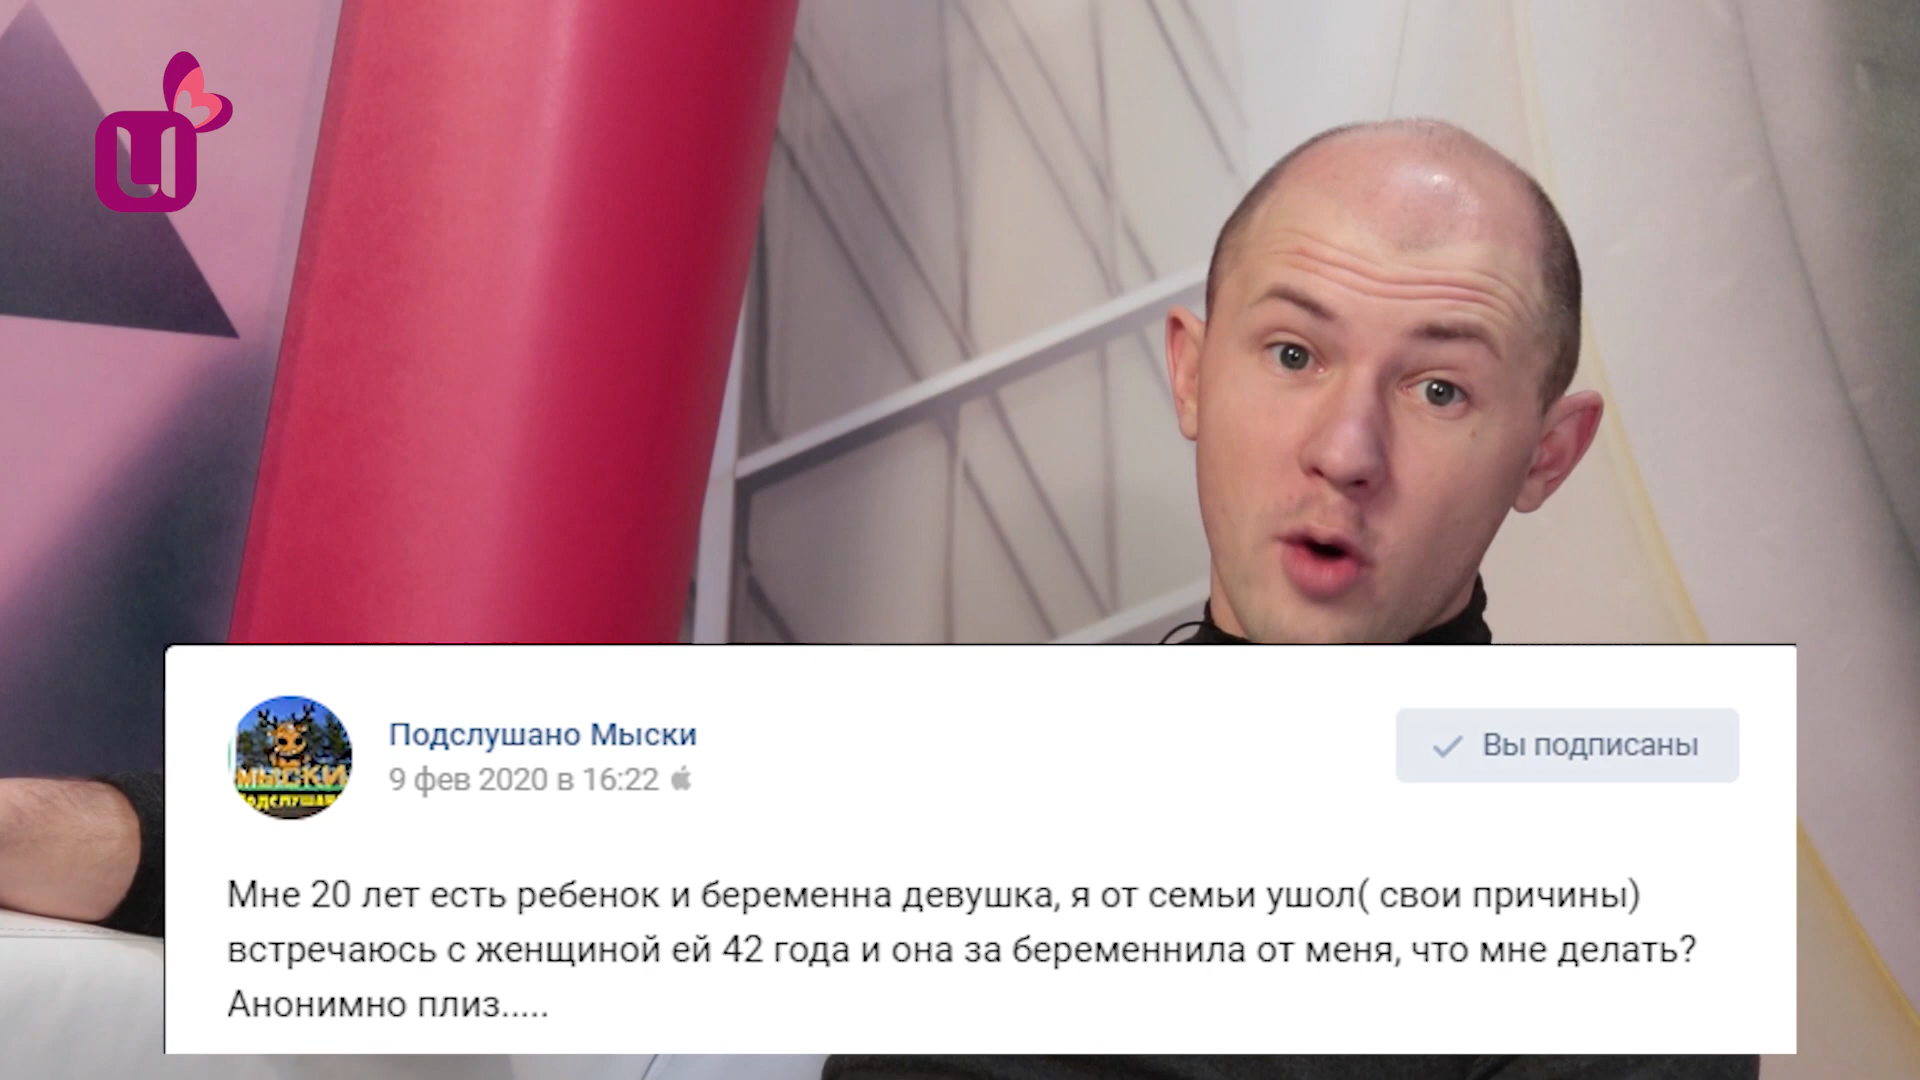 Подслушано Мыски
9 фев 2020 в 16:22
Вы подписаны
МЫСКИ
Мне 20 лет есть ребенок и беременна девушка, я от семьи ушол( свои причины)
встречаюсь с женщиной ей 42 года и она за беременнила от меня, что мне делать?
Анонимно плиз.....